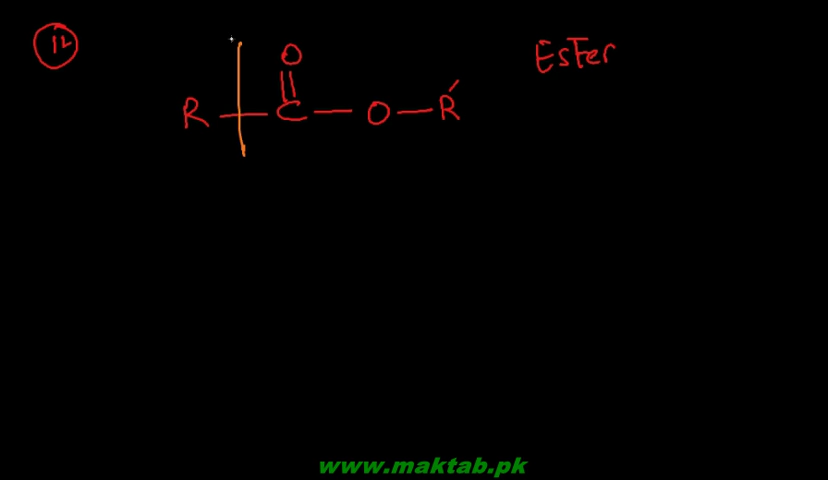 12 Ester
O
||
R — C — O — R'
www.maktab.pk